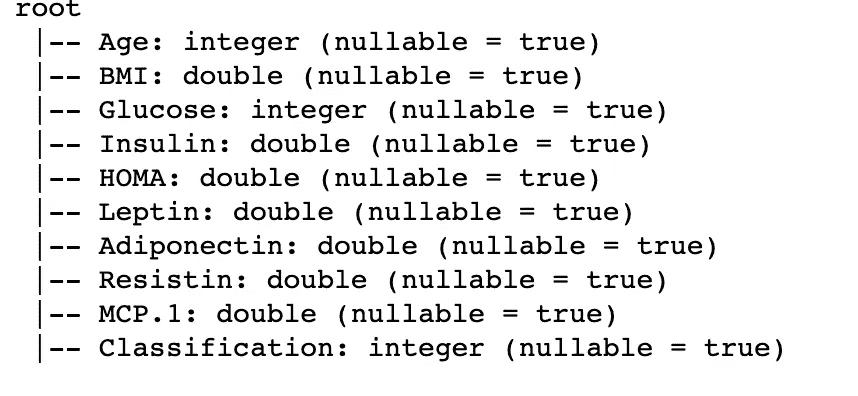 root
|-- Age: integer (nullable = true)
|-- BMI: double (nullable = true)
|-- Glucose: integer (nullable = true)
|-- Insulin: double (nullable = true)
|-- HOMA: double (nullable = true)
|-- Leptin: double (nullable = true)
|-- Adiponectin: double (nullable = true)
|-- Resistin: double (nullable = true)
|-- MCP.1: double (nullable = true)
|-- Classification: integer (nullable = true)